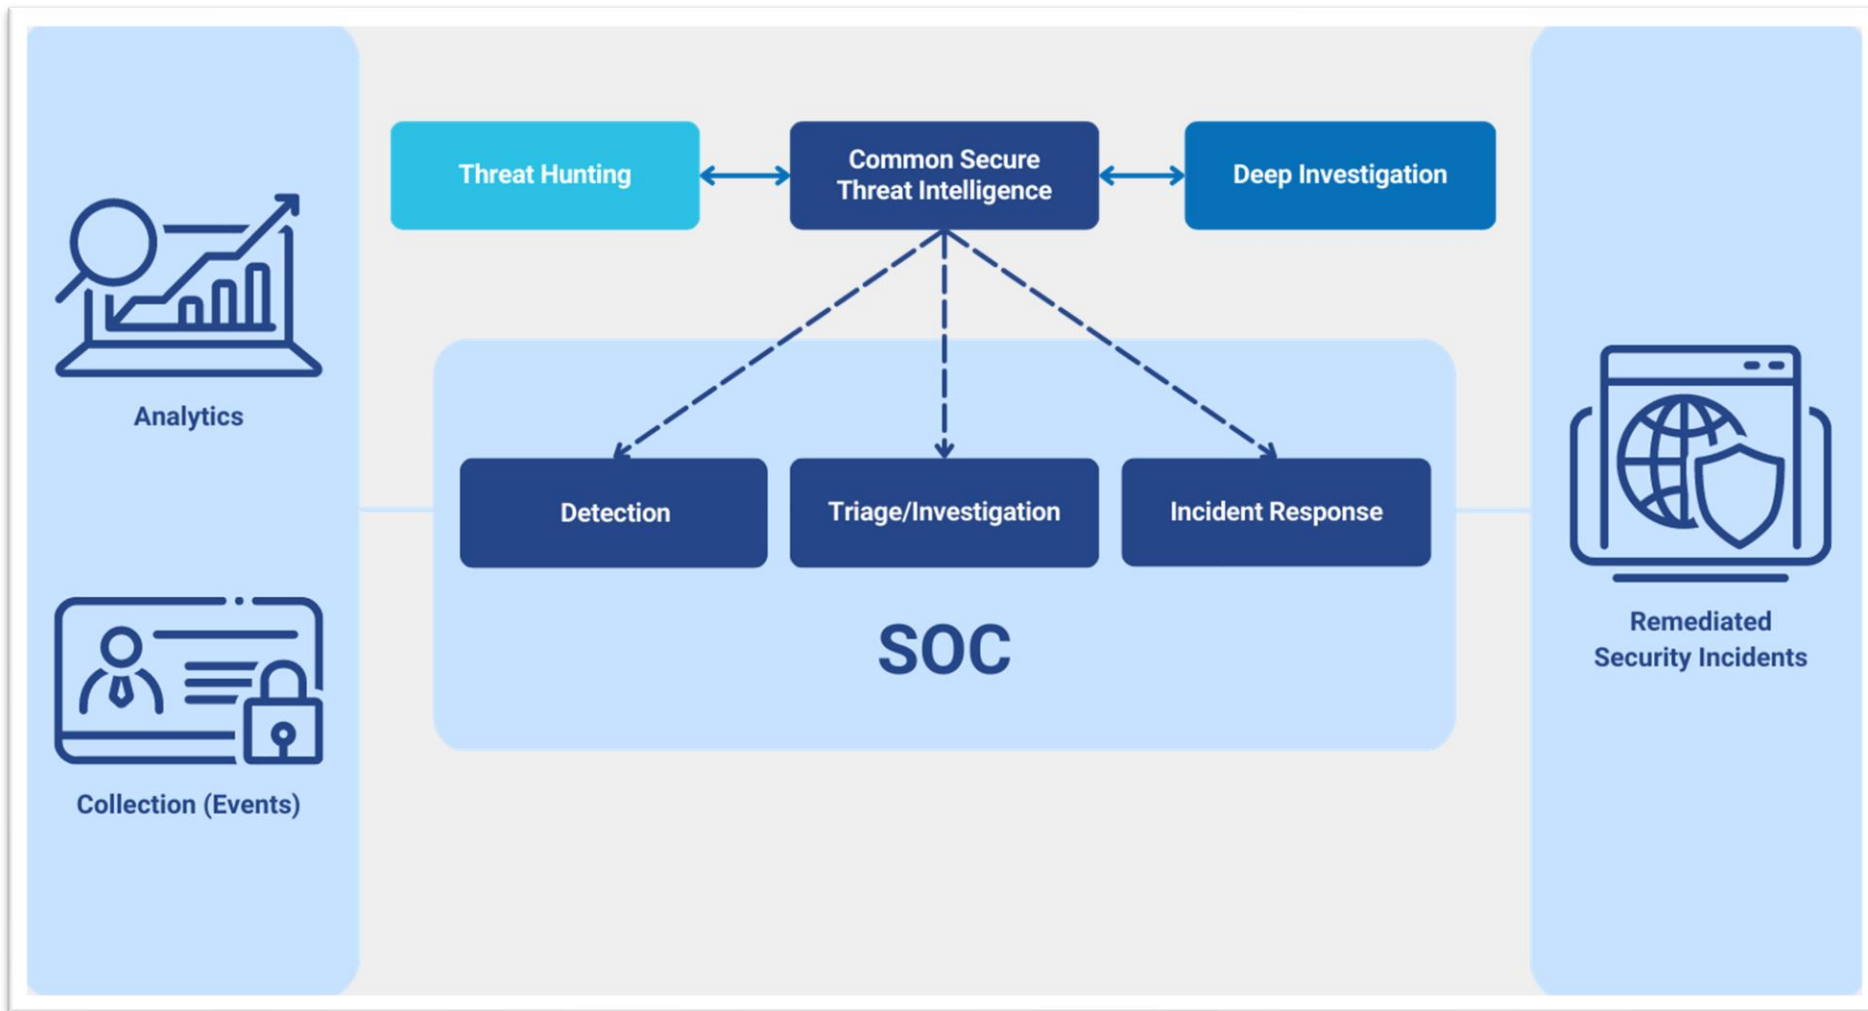 Threat Hunting
Common Secure
Threat Intelligence
Deep Investigation
Analytics
Detection
Triage/Investigation
Incident Response
SOC
Collection (Events)
Remediated
Security Incidents